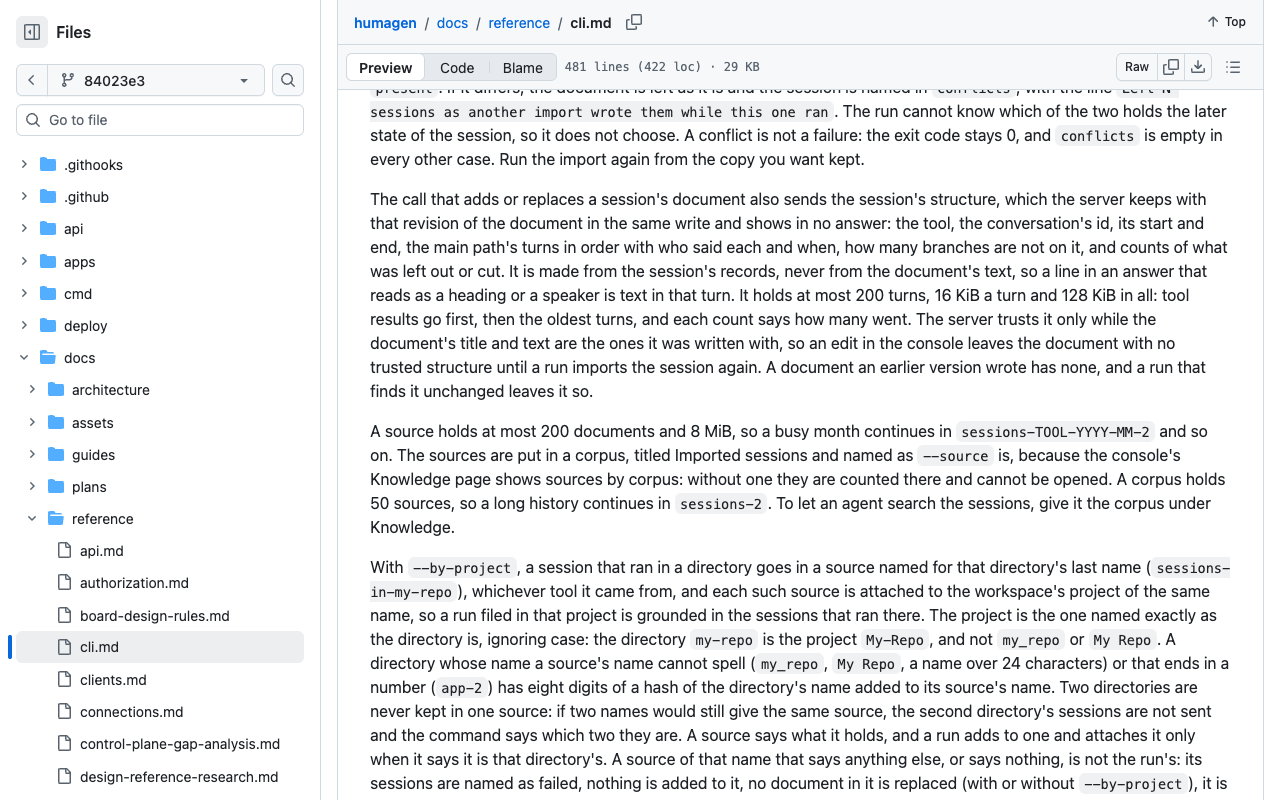 Files
84023e3
Go to file
.githooks
.github
api
apps
cmd
deploy
docs
architecture
assets
guides
plans
reference
api.md
authorization.md
board-design-rules.md
cli.md
clients.md
connections.md
control-plane-gap-analysis.md
design-reference-research.md
humagen / docs / reference / cli.md
Top
Preview Code Blame 481 lines (422 loc) · 29 KB
Raw
present. If it differs, the document is left as it is and the session is named in conflicts, with the line Left N
sessions as another import wrote them while this one ran. The run cannot know which of the two holds the later
state of the session, so it does not choose. A conflict is not a failure: the exit code stays 0, and conflicts is empty in
every other case. Run the import again from the copy you want kept.
The call that adds or replaces a session's document also sends the session's structure, which the server keeps with
that revision of the document in the same write and shows in no answer: the tool, the conversation's id, its start and
end, the main path's turns in order with who said each and when, how many branches are not on it, and counts of what
was left out or cut. It is made from the session's records, never from the document's text, so a line in an answer that
reads as a heading or a speaker is text in that turn. It holds at most 200 turns, 16 KiB a turn and 128 KiB in all: tool
results go first, then the oldest turns, and each count says how many went. The server trusts it only while the
document's title and text are the ones it was written with, so an edit in the console leaves the document with no
trusted structure until a run imports the session again. A document an earlier version wrote has none, and a run that
finds it unchanged leaves it so.
A source holds at most 200 documents and 8 MiB, so a busy month continues in sessions-TOOL-YYYY-MM-2 and so
on. The sources are put in a corpus, titled Imported sessions and named as --source is, because the console's
Knowledge page shows sources by corpus: without one they are counted there and cannot be opened. A corpus holds
50 sources, so a long history continues in sessions-2. To let an agent search the sessions, give it the corpus under
Knowledge.
With --by-project, a session that ran in a directory goes in a source named for that directory's last name (sessions-
in-my-repo), whichever tool it came from, and each such source is attached to the workspace's project of the same
name, so a run filed in that project is grounded in the sessions that ran there. The project is the one named exactly as
the directory is, ignoring case: the directory my-repo is the project My-Repo, and not my_repo or My Repo. A
directory whose name a source's name cannot spell (my_repo, My Repo, a name over 24 characters) or that ends in a
number (app-2) has eight digits of a hash of the directory's name added to its source's name. Two directories are
never kept in one source: if two names would still give the same source, the second directory's sessions are not sent
and the command says which two they are. A source says what it holds, and a run adds to one and attaches it only
when it says it is that directory's. A source of that name that says anything else, or says nothing, is not the run's: its
sessions are named as failed, nothing is added to it, no document in it is replaced (with or without --by-project), it is